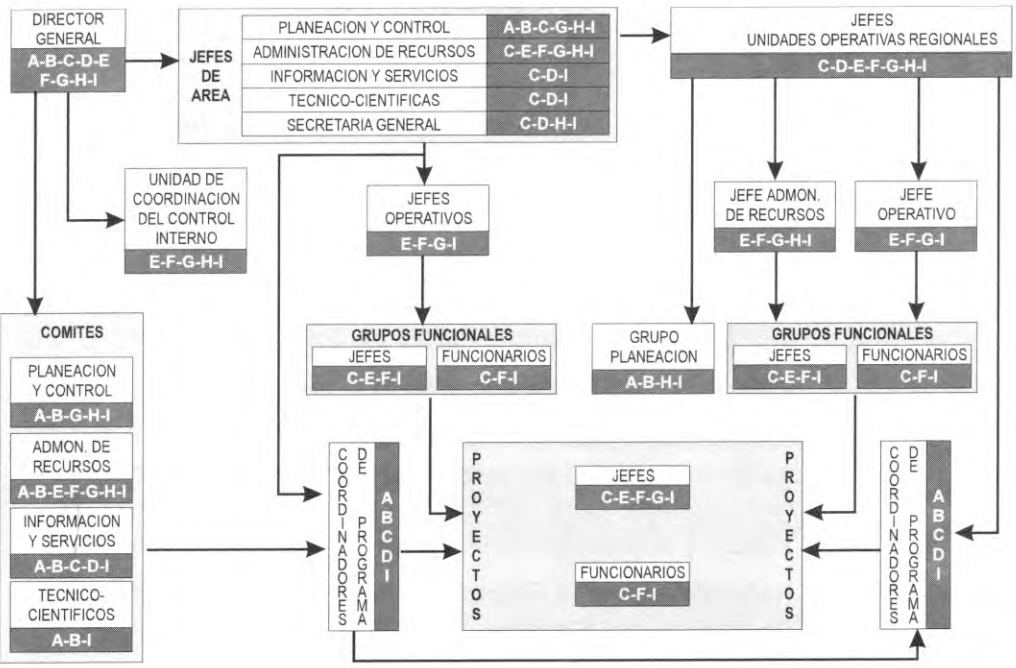 DIRECTOR
GENERAL
A-B-C-D-E
F-G-H-I
JEFES
DE
AREA
PLANEACION Y CONTROL
A-B-C-G-H-I
ADMINISTRACION DE RECURSOS
C-E-F-G-H-I
INFORMACION Y SERVICIOS
C-D-I
TECNICO-CIENTIFICAS
C-D-I
SECRETARIA GENERAL
C-D-H-I
JEFES
UNIDADES OPERATIVAS REGIONALES
C-D-E-F-G-H-I
UNIDAD DE
COORDINACION
DEL CONTROL
INTERNO
E-F-G-H-I
JEFES
OPERATIVOS
E-F-G-I
JEFE ADMON.
DE RECURSOS
E-F-G-H-I
JEFE
OPERATIVO
E-F-G-I
COMITES
PLANEACION
Y CONTROL
A-B-G-H-I
ADMON. DE
RECURSOS
A-B-E-F-G-H-I
INFORMACION
Y SERVICIOS
A-B-C-D-I
TECNICO-
CIENTIFICOS
A-B-I
GRUPOS FUNCIONALES
JEFES
C-E-F-I
FUNCIONARIOS
C-F-I
GRUPO
PLANEACION
A-B-H-I
GRUPOS FUNCIONALES
JEFES
C-E-F-I
FUNCIONARIOS
C-F-I
COORDINADORES
DE PROGRAMA
ABCDI
PROYECTOS
JEFES
C-E-F-G-I
FUNCIONARIOS
C-F-I
PROYECTOS
COORDINADORES
DE PROGRAMA
ABCDI